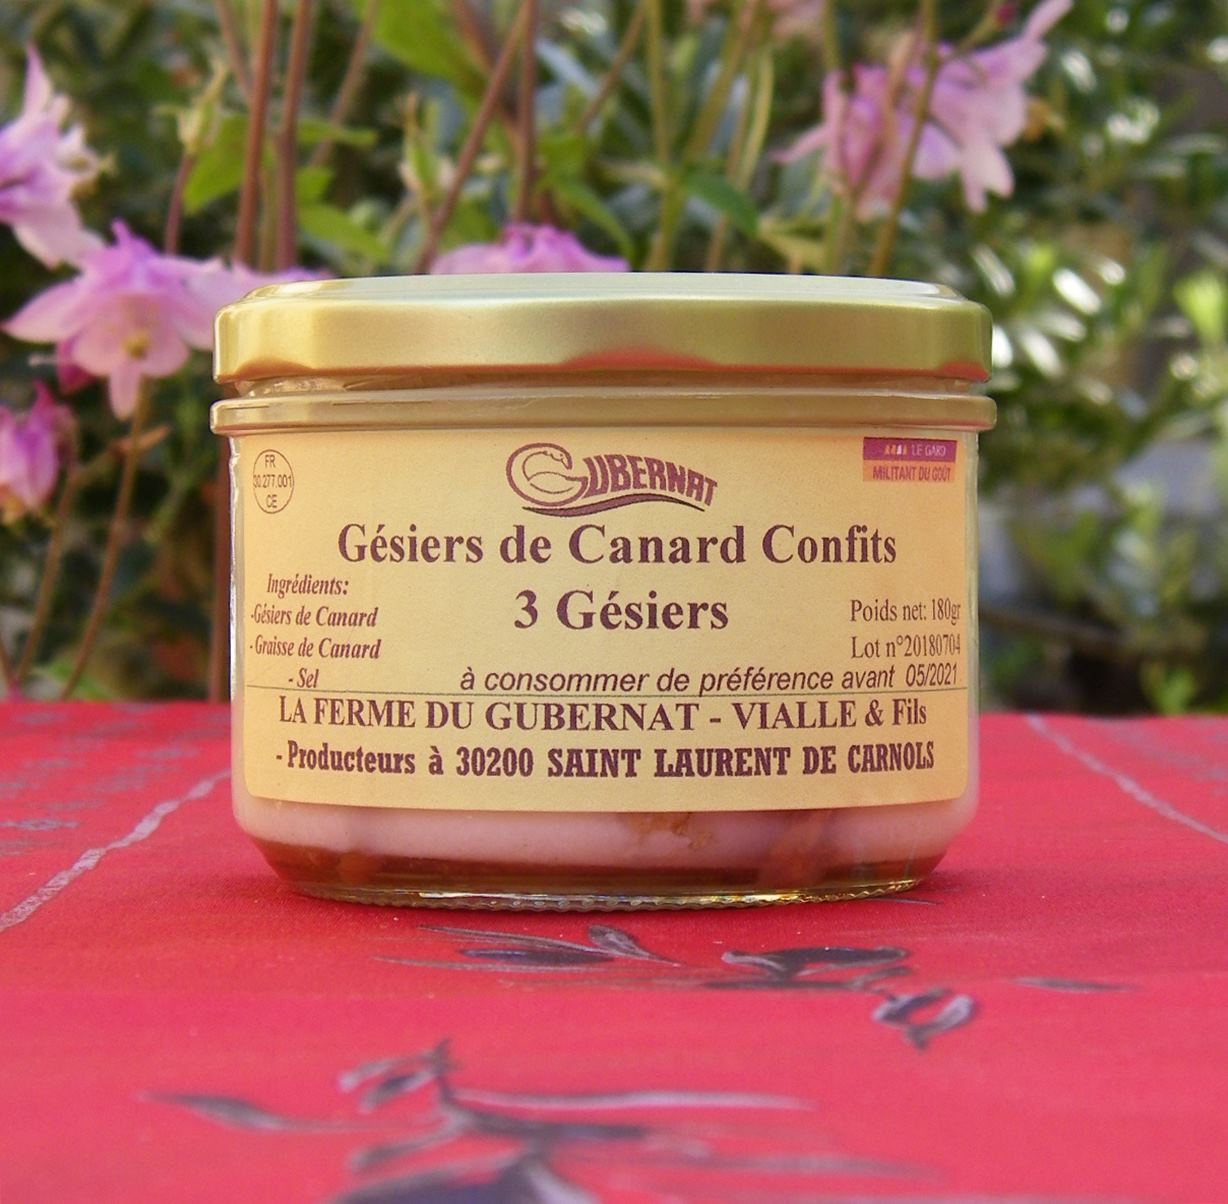 FR
30.277.001
CE
GUBERNAT
LE GARD
MILITANT DU GOÛT
Gésiers de Canard Confits
3 Gésiers
Ingrédients:
-Gésiers de Canard
- Graisse de Canard
- Sel
Poids net: 180gr
Lot n°20180704
à consommer de préférence avant 05/2021
LA FERME DU GUBERNAT - VIALLE & Fils
- Producteurs à 30200 SAINT LAURENT DE CARNOLS